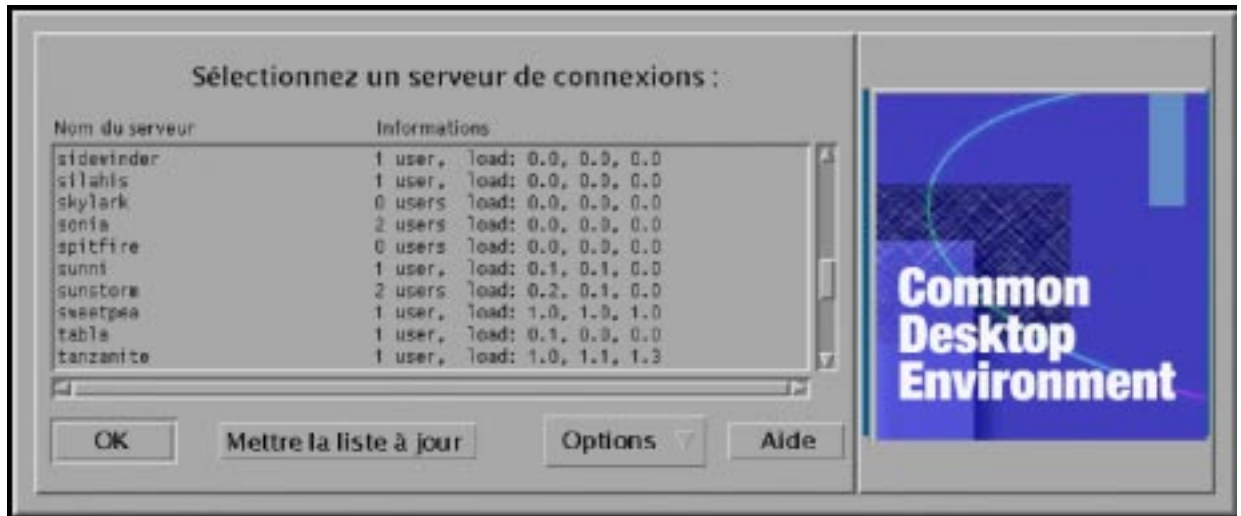 Sélectionnez un serveur de connexions :
Nom du serveur Informations
sidewinder 1 user, load: 0.0, 0.0, 0.0
silahis 1 user, load: 0.0, 0.0, 0.0
skylark 0 users load: 0.0, 0.0, 0.0
sonia 2 users load: 0.0, 0.0, 0.0
spitfire 0 users load: 0.0, 0.0, 0.0
sunni 1 user, load: 0.1, 0.1, 0.0
sunstorm 2 users load: 0.2, 0.1, 0.0
sweetpea 1 user, load: 1.0, 1.0, 1.0
tabla 1 user, load: 0.1, 0.0, 0.0
tanzanite 1 user, load: 1.0, 1.1, 1.3
OK Mettre la liste à jour Options Aide
Common
Desktop
Environment